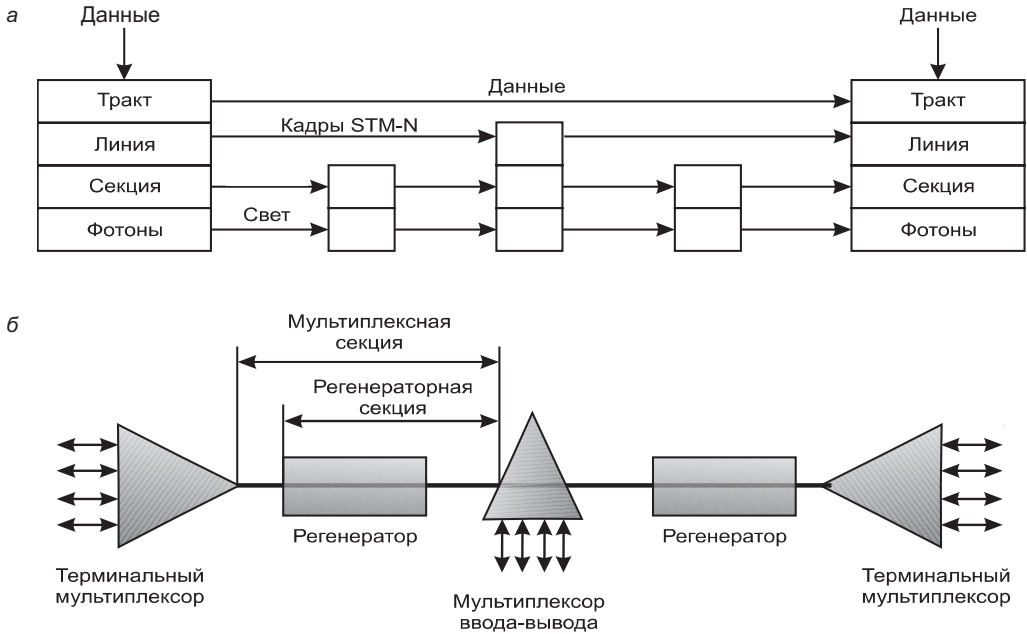 а
Данные
Данные
Тракт
Данные
Тракт
Линия
Кадры STM-N
Линия
Секция
Секция
Фотоны
Свет
Фотоны
б
Мультиплексная
секция
Регенераторная
секция
Регенератор
Регенератор
Терминальный
мультиплексор
Мультиплексор
ввода-вывода
Терминальный
мультиплексор